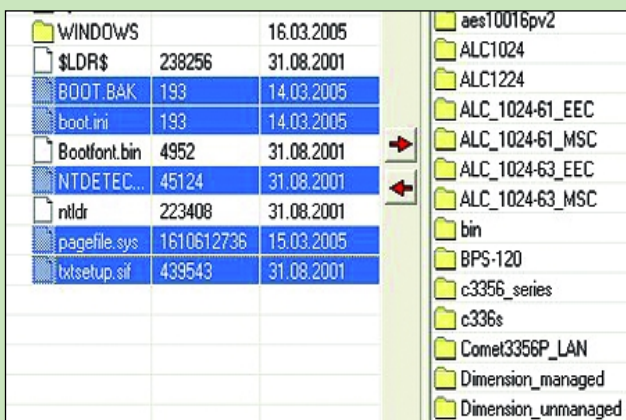 WINDOWS 16.03.2005
$LDR$ 238256 31.08.2001
BOOT.BAK 193 14.03.2005
boot.ini 193 14.03.2005
Bootfont.bin 4952 31.08.2001
NTDETEC... 45124 31.08.2001
ntldr 223408 31.08.2001
pagefile.sys 1610612736 15.03.2005
txtsetup.sif 439543 31.08.2001
aes10016pv2
ALC1024
ALC1224
ALC_1024-61_EEC
ALC_1024-61_MSC
ALC_1024-63_EEC
ALC_1024-63_MSC
bin
BPS-120
c3356_series
c336s
Comet3356P_LAN
Dimension_managed
Dimension_unmanaged